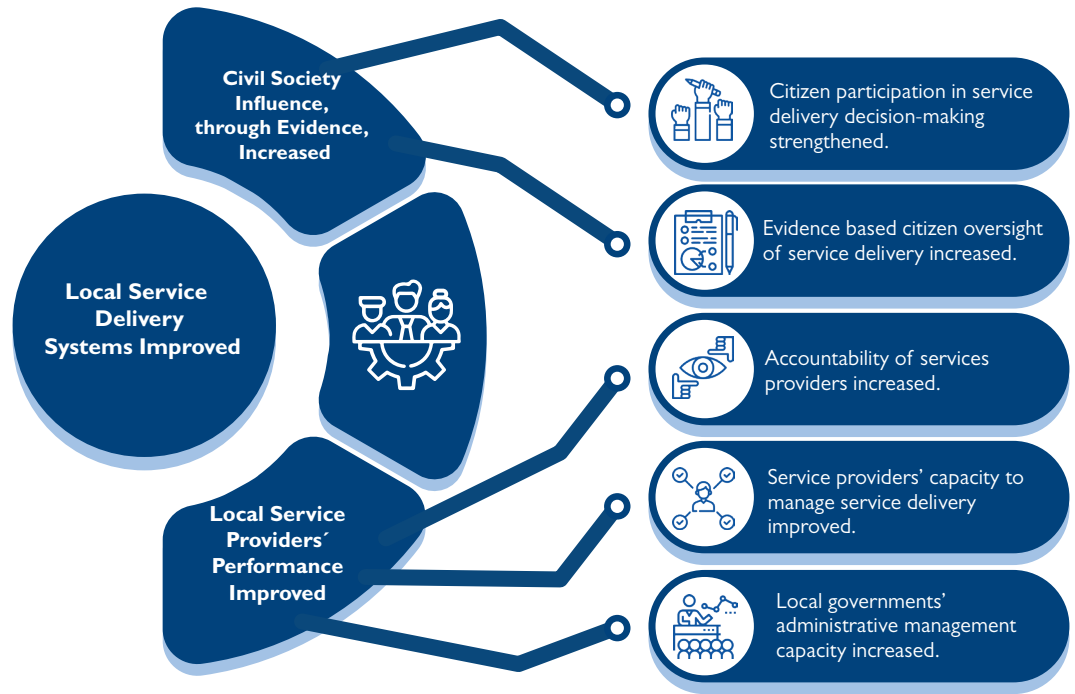 Civil Society
Influence,
through Evidence,
Increased
Local Service
Delivery
Systems Improved
Local Service
Providers´
Performance
Improved
Citizen participation in service
delivery decision-making
strengthened.
Evidence based citizen oversight
of service delivery increased.
Accountability of services
providers increased.
Service providers’ capacity to
manage service delivery
improved.
Local governments’
administrative management
capacity increased.